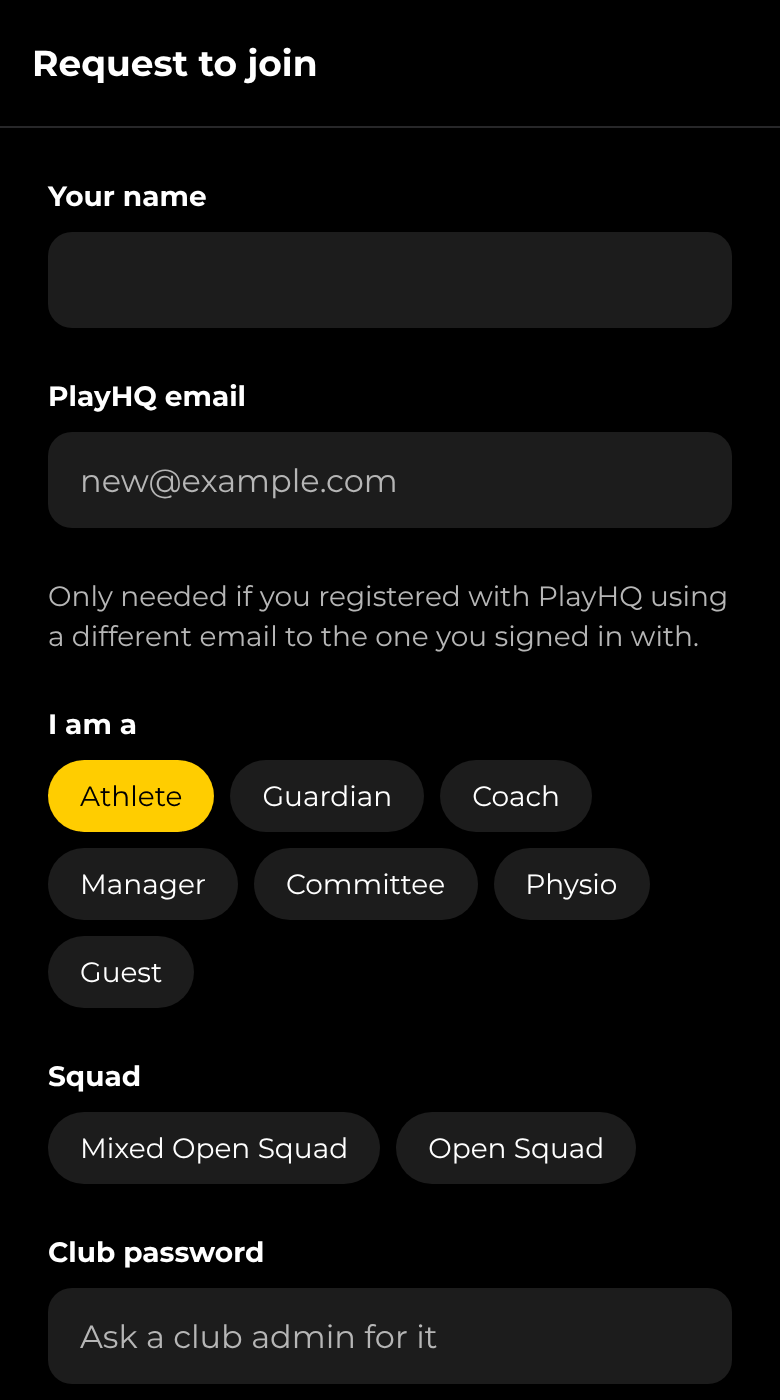 Request to join
Your name
PlayHQ email
new@example.com
Only needed if you registered with PlayHQ using
a different email to the one you signed in with.
I am a
Athlete Guardian Coach
Manager Committee Physio
Guest
Squad
Mixed Open Squad Open Squad
Club password
Ask a club admin for it